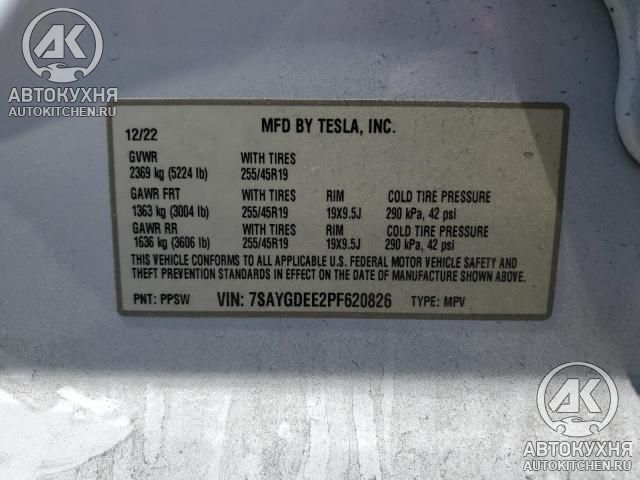 AK
АВТОКУХНЯ
AUTOKITCHEN.RU
12/22 MFD BY TESLA, INC.
GVWR WITH TIRES
2369 kg (5224 lb) 255/45R19
GAWR FRT WITH TIRES RIM COLD TIRE PRESSURE
1363 kg (3004 lb) 255/45R19 19X9.5J 290 kPa, 42 psi
GAWR RR WITH TIRES RIM COLD TIRE PRESSURE
1636 kg (3606 lb) 255/45R19 19X9.5J 290 kPa, 42 psi
THIS VEHICLE CONFORMS TO ALL APPLICABLE U.S. FEDERAL MOTOR VEHICLE SAFETY AND
THEFT PREVENTION STANDARDS IN EFFECT ON THE DATE OF MANUFACTURE SHOWN ABOVE.
PNT: PPSW VIN: 7SAYGDEE2PF620826 TYPE: MPV
AK
АВТОКУХНЯ
AUTOKITCHEN.RU